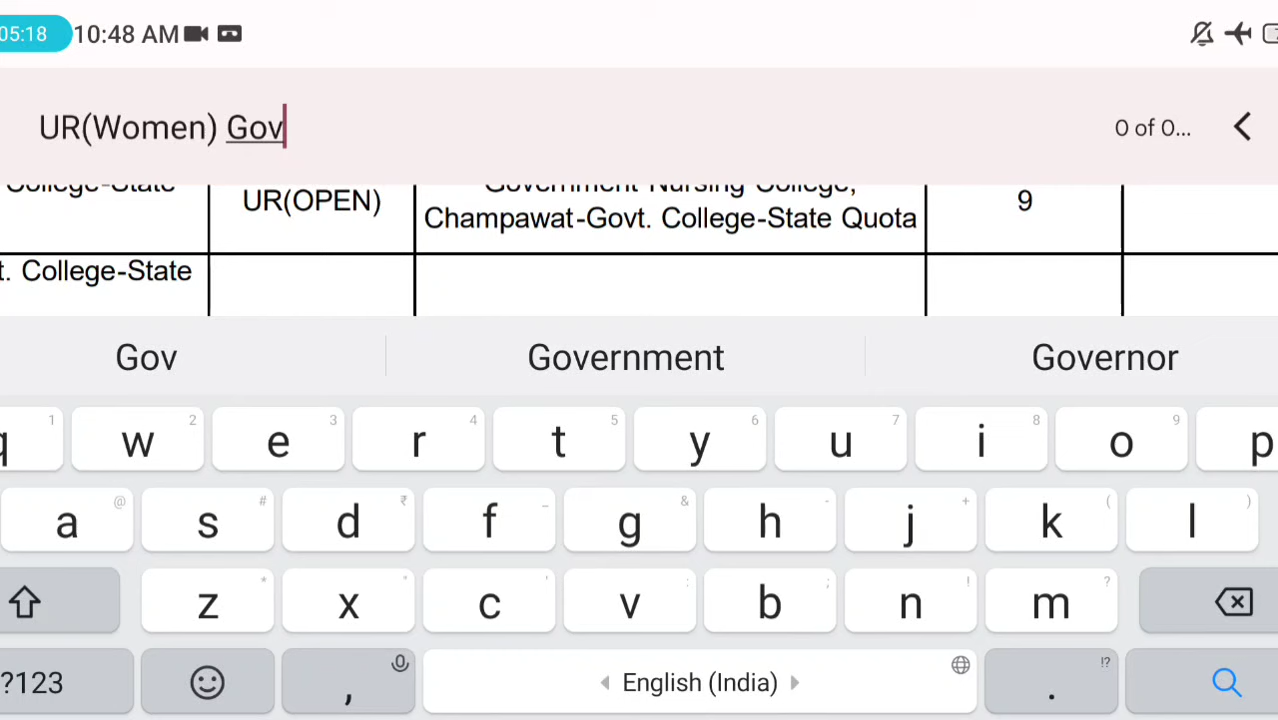 05:18 10:48 AM
UR(Women) Gov 0 of 0...
College-State UR(OPEN) Government Nursing College,
Champawat-Govt. College-State Quota 9
t. College-State
Gov Government Governor
q 1 w 2 e 3 r 4 t 5 y 6 u 7 i 8 o 9 p
a @ s # d ₹ f _ g & h - j + k ( l )
z * x " c ' v : b ; n ! m ?
?123 , English (India) . !?